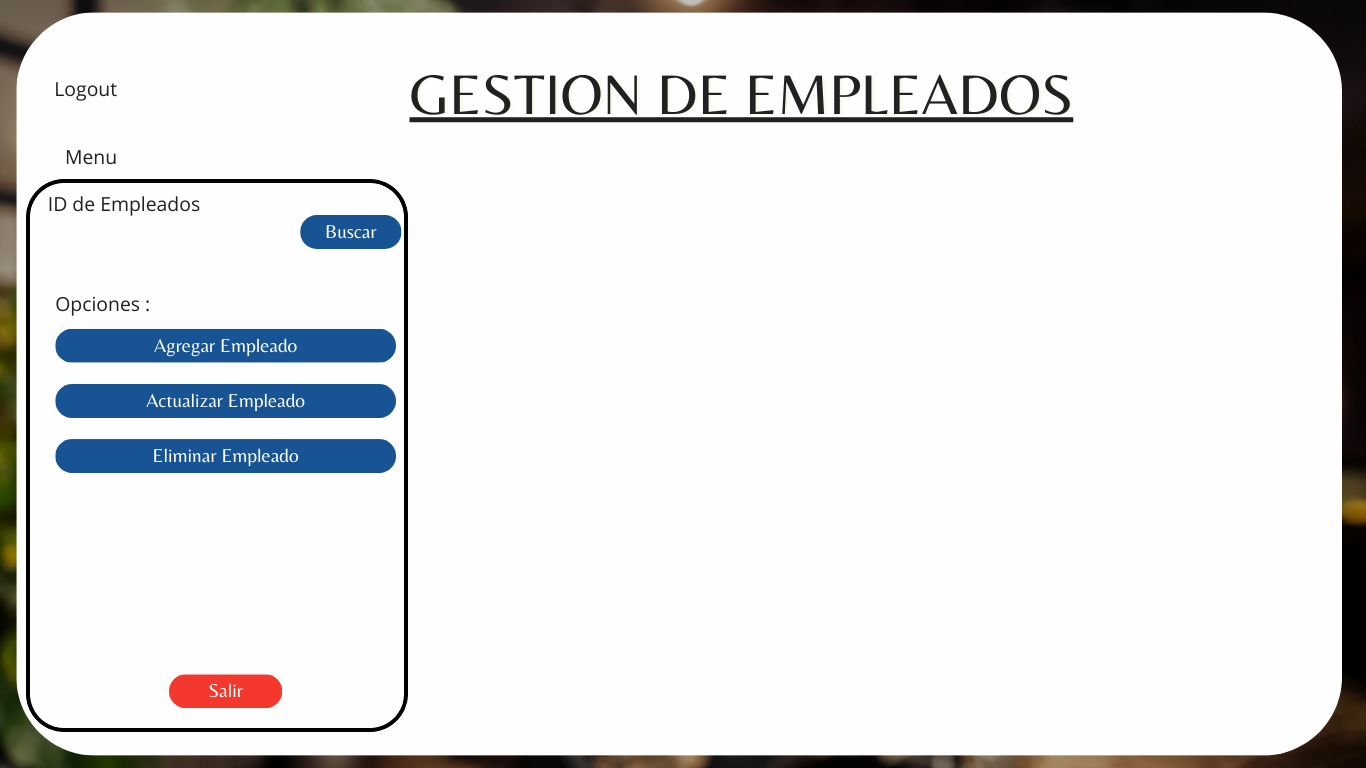 Logout
GESTION DE EMPLEADOS
Menu
ID de Empleados
Buscar
Opciones :
Agregar Empleado
Actualizar Empleado
Eliminar Empleado
Salir